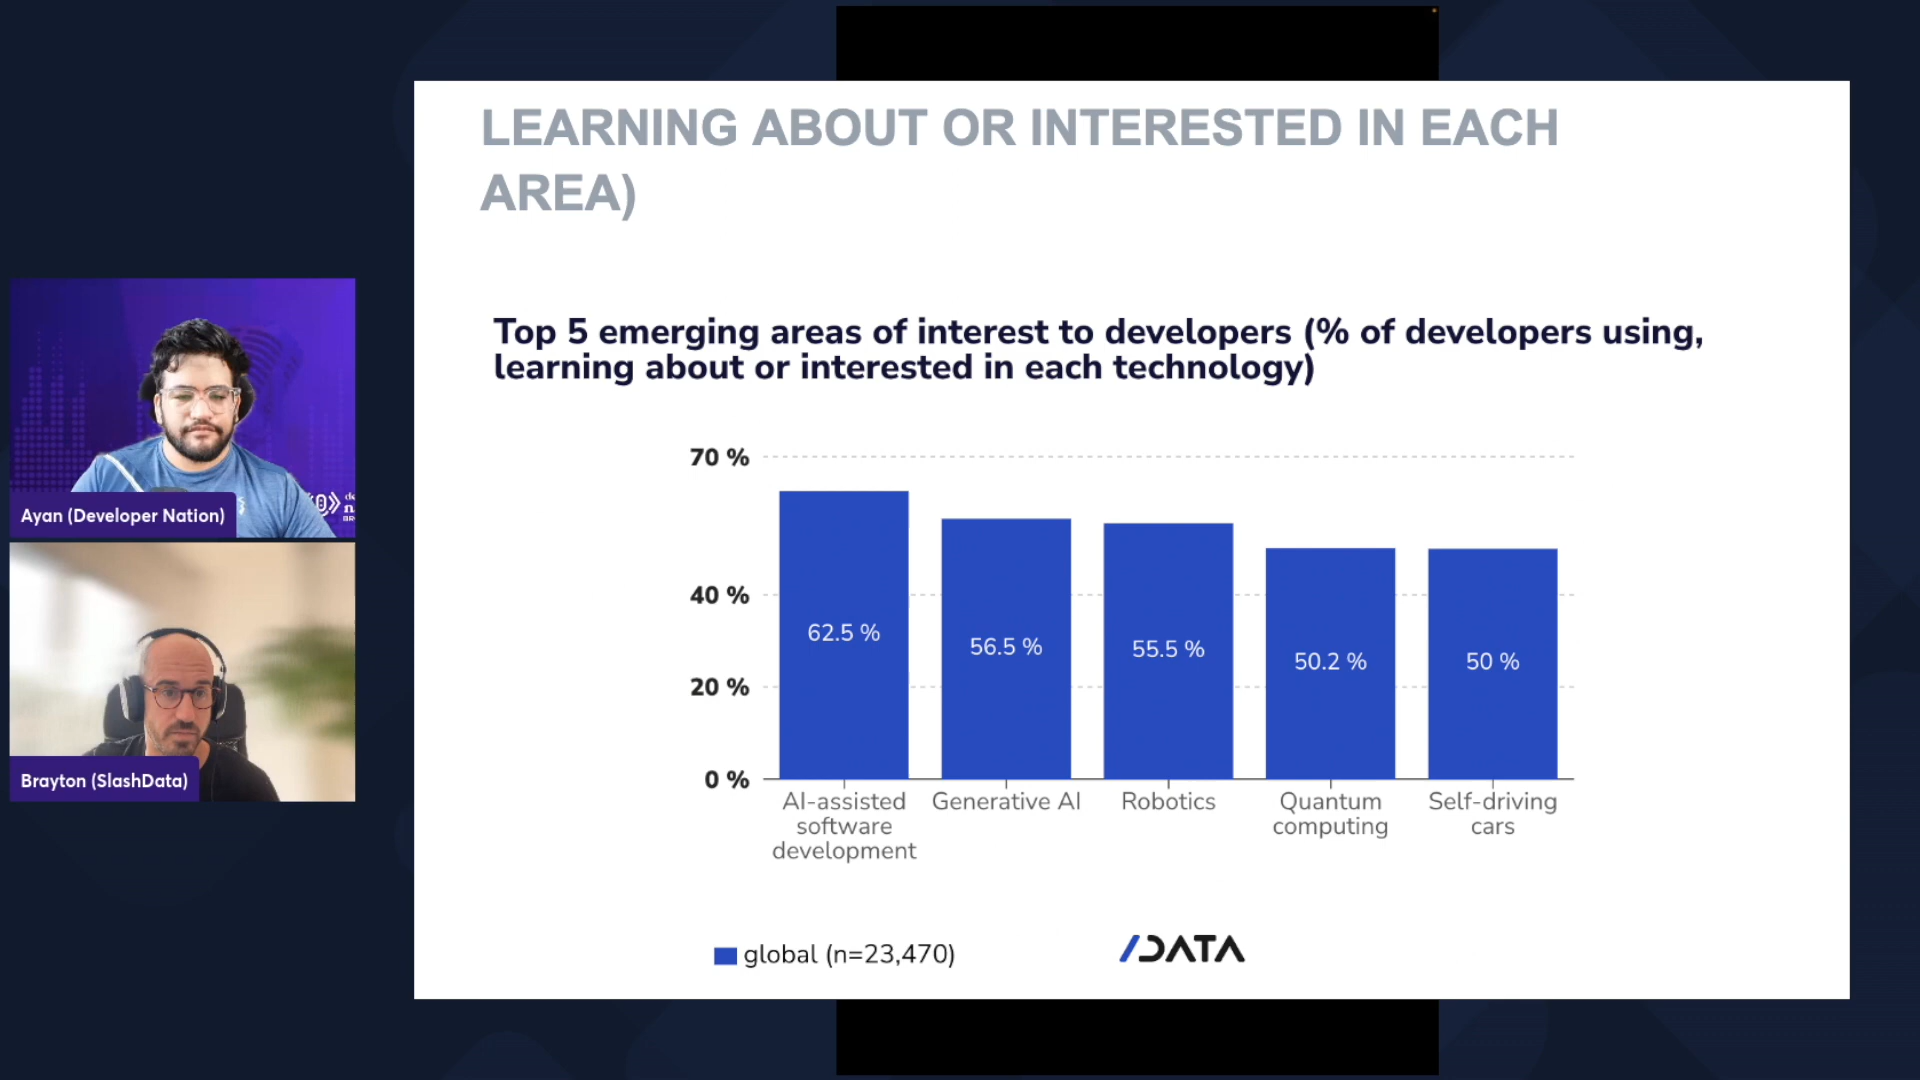 LEARNING ABOUT OR INTERESTED IN EACH
AREA)
Top 5 emerging areas of interest to developers (% of developers using,
learning about or interested in each technology)
70 %
40 %
20 %
0 %
62.5 %
56.5 %
55.5 %
50.2 %
50 %
AI-assisted
software
development
Generative AI
Robotics
Quantum
computing
Self-driving
cars
global (n=23,470)
/DATA
Ayan (Developer Nation)
Brayton (SlashData)